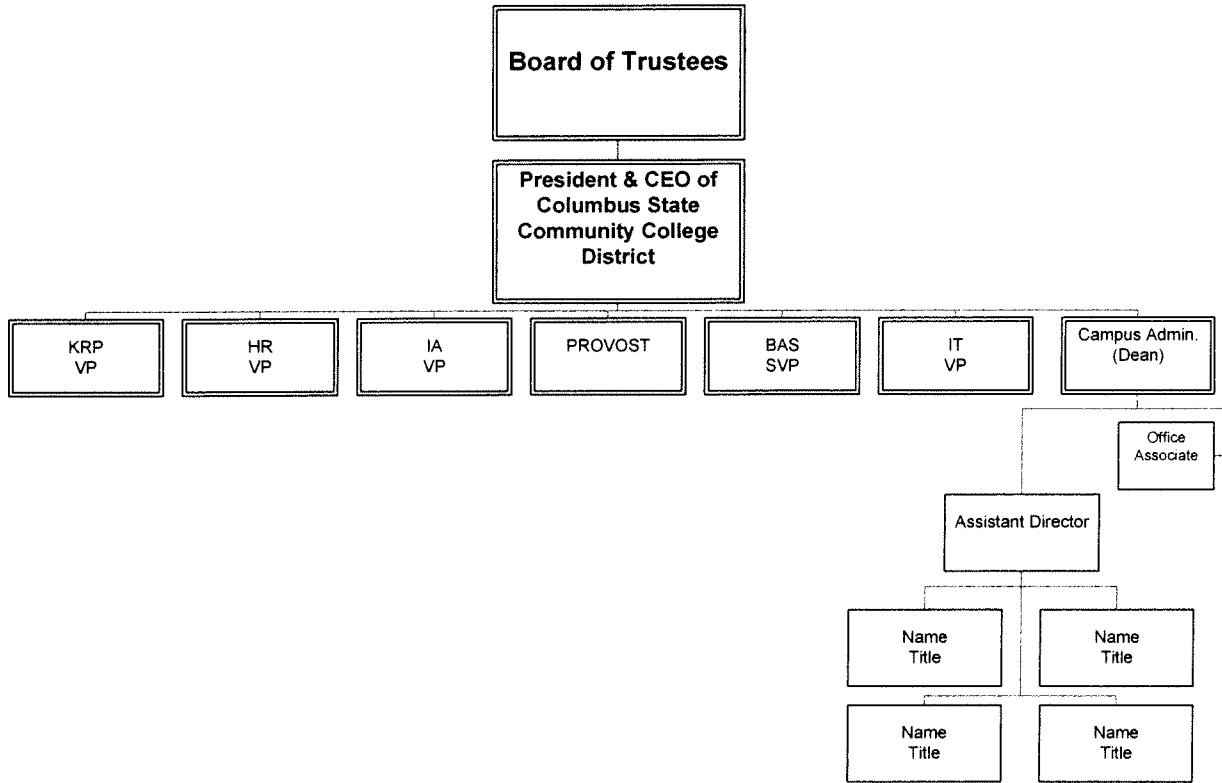 Board of Trustees
President & CEO of
Columbus State
Community College
District
KRP
VP
HR
VP
IA
VP
PROVOST
BAS
SVP
IT
VP
Campus Admin.
(Dean)
Office
Associate
Assistant Director
Name
Title
Name
Title
Name
Title
Name
Title